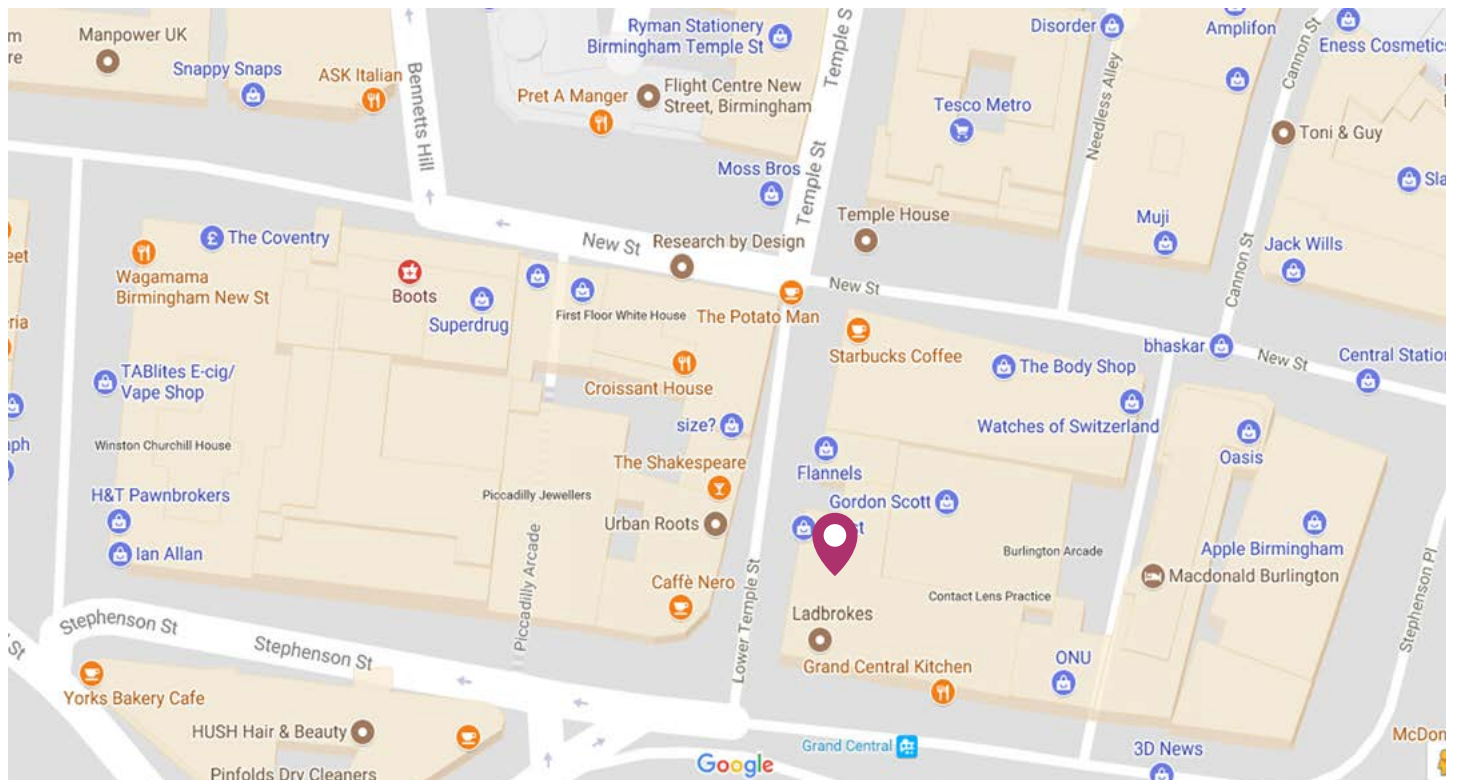 Manpower UK
Snappy Snaps
ASK Italian
Bennetts Hill
Ryman Stationery
Birmingham Temple St
Pret A Manger
Flight Centre New
Street, Birmingham
Temple S
Temple St
Moss Bros
Disorder
Amplifon
Eness Cosmetics
Tesco Metro
Needless Alley
Cannon St
Toni & Guy
Temple House
Muji
Cannon St
Jack Wills
The Coventry
New St
Research by Design
Wagamama
Birmingham New St
Boots
Superdrug
First Floor White House
The Potato Man
New St
Starbucks Coffee
bhaskar
New St
Central Station
Croissant House
The Body Shop
TABlites E-cig/
Vape Shop
Winston Churchill House
size?
Watches of Switzerland
Oasis
The Shakespeare
Flannels
H&T Pawnbrokers
Piccadilly Jewellers
Gordon Scott
Urban Roots
Ian Allan
Burlington Arcade
Apple Birmingham
Macdonald Burlington
Caffè Nero
Contact Lens Practice
Piccadilly Arcade
Lower Temple St
Ladbrokes
Stephenson Pl
Stephenson St
Stephenson St
Grand Central Kitchen
ONU
Yorks Bakery Cafe
HUSH Hair & Beauty
Grand Central
3D News
McDon
Pinfolds Dry Cleaners
Google